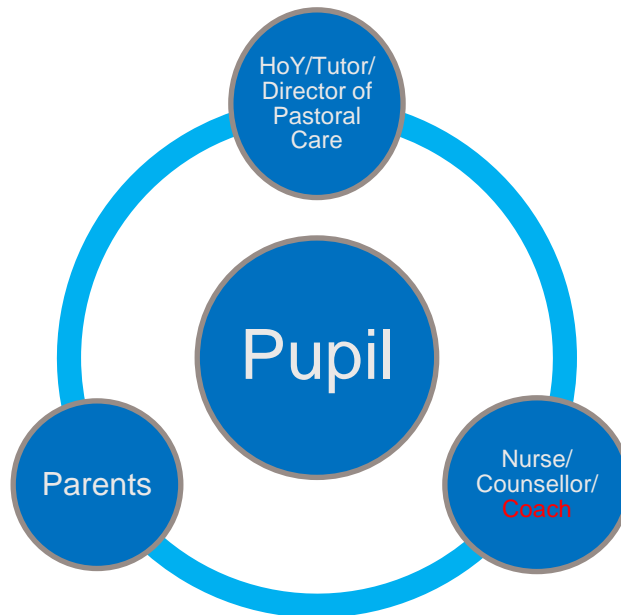 HoY/Tutor/
Director of
Pastoral
Care
Pupil
Parents
Nurse/
Counsellor/
Coach